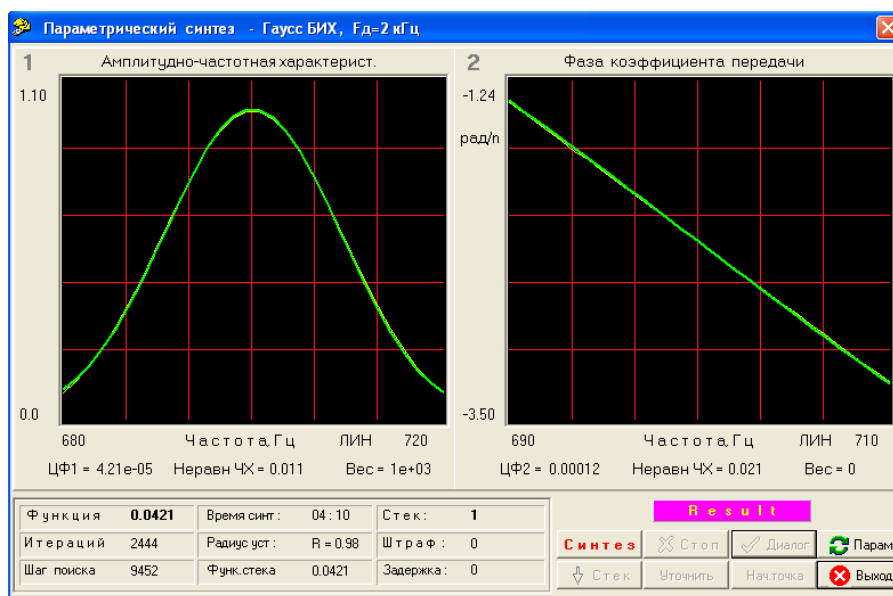 Параметрический синтез - Гаусс БИХ, Fд=2 кГц
1 Амплитудно-частотная характерист.
1.10
0.0
680 Частота,Гц ЛИН 720
ЦФ1 = 4.21e-05 Неравн ЧХ = 0.011 Вес = 1e+03
2 Фаза коэффициента передачи
-1.24
рад/п
-3.50
690 Частота,Гц ЛИН 710
ЦФ2 = 0.00012 Неравн ЧХ = 0.021 Вес = 0
Функция 0.0421 Время синт : 04 : 10 Стек: 1
Итераций 2444 Радиус уст : R = 0.98 Штраф : 0
Шаг поиска 9452 Функ.стека 0.0421 Задержка : 0
Result
Синтез Стоп Диалог Парам
Стек Уточнить Нач.точка Выход